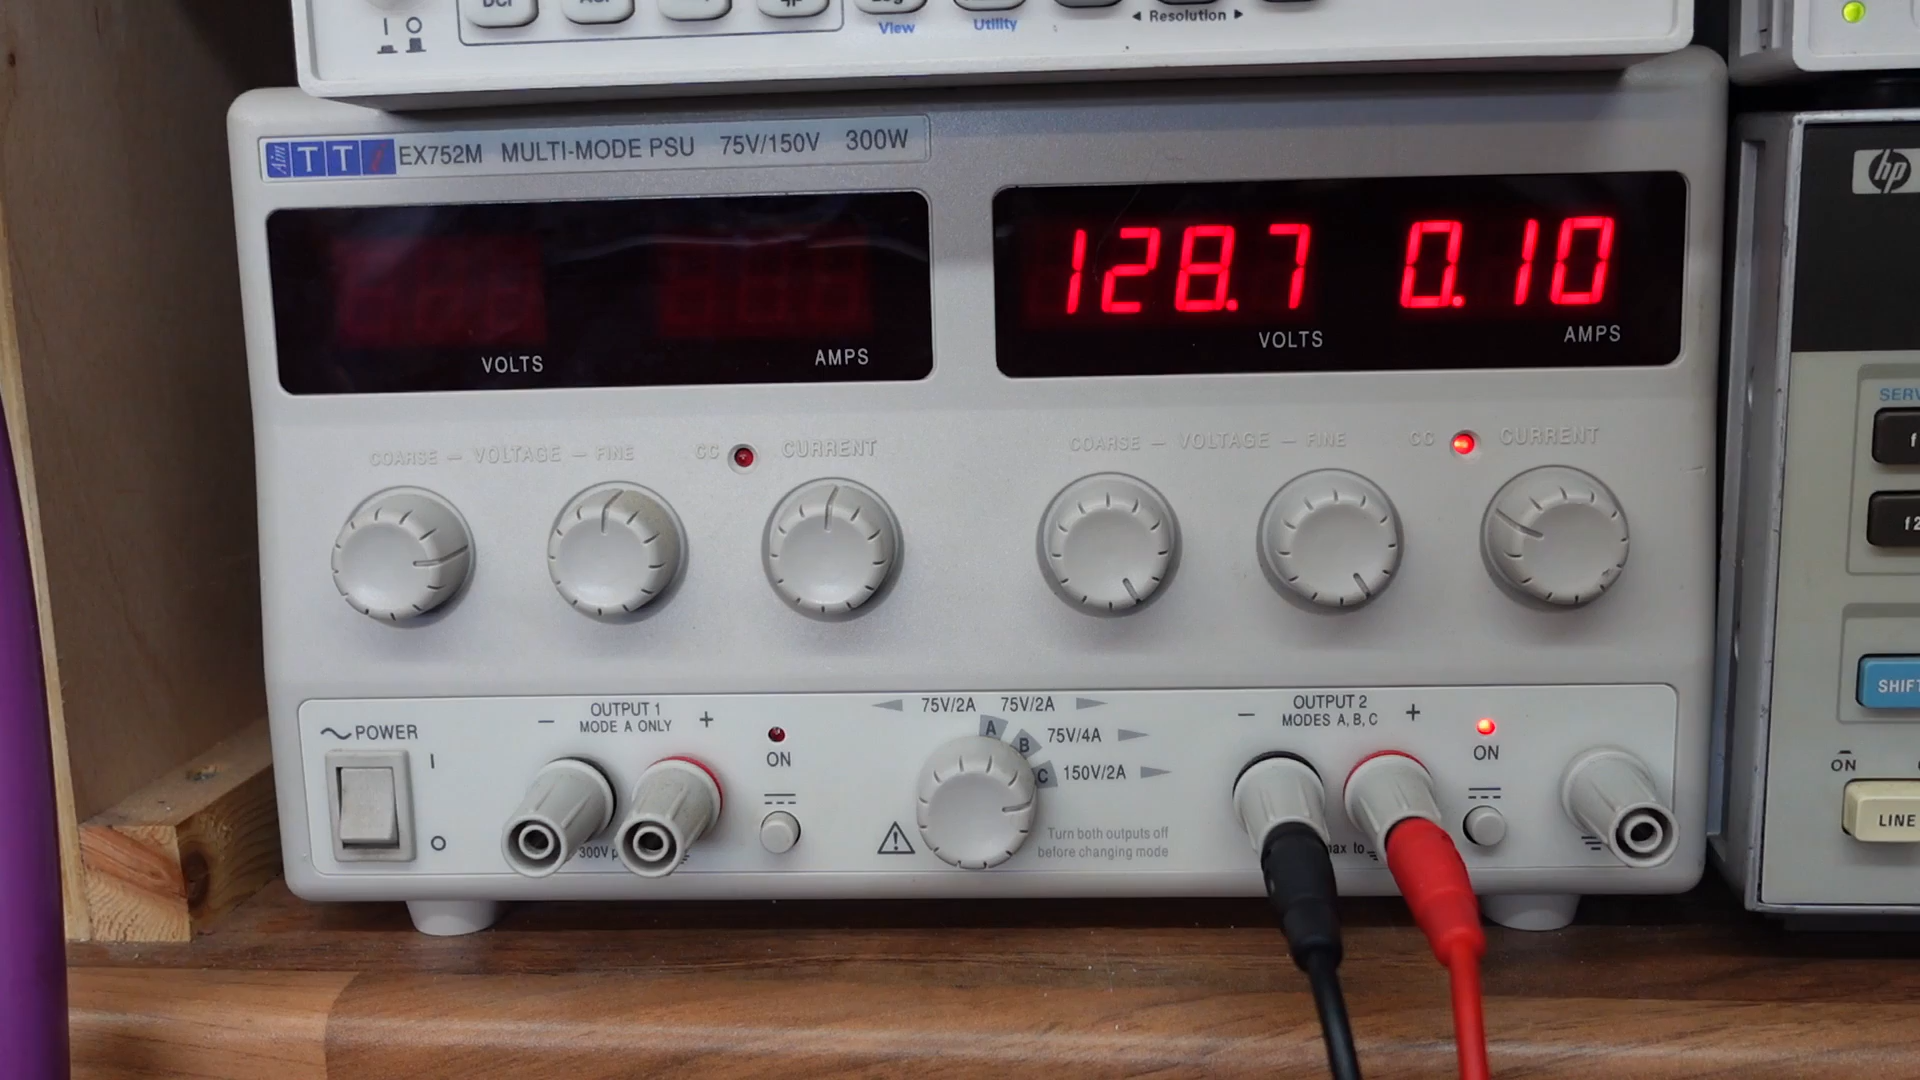 I O
View
Utility
◄ Resolution ►
Aim TTi EX752M MULTI-MODE PSU 75V/150V 300W
hp
128.7 0.10
VOLTS AMPS
VOLTS AMPS
SERV
COARSE — VOLTAGE — FINE CC CURRENT
COARSE — VOLTAGE — FINE CC CURRENT
SHIFT
POWER
I
O
− OUTPUT 1 +
MODE A ONLY
ON
75V/2A 75V/2A
A
B 75V/4A
C 150V/2A
Turn both outputs off
before changing mode
− OUTPUT 2 +
MODES A, B, C
ON
300V
max to
ON
LINE